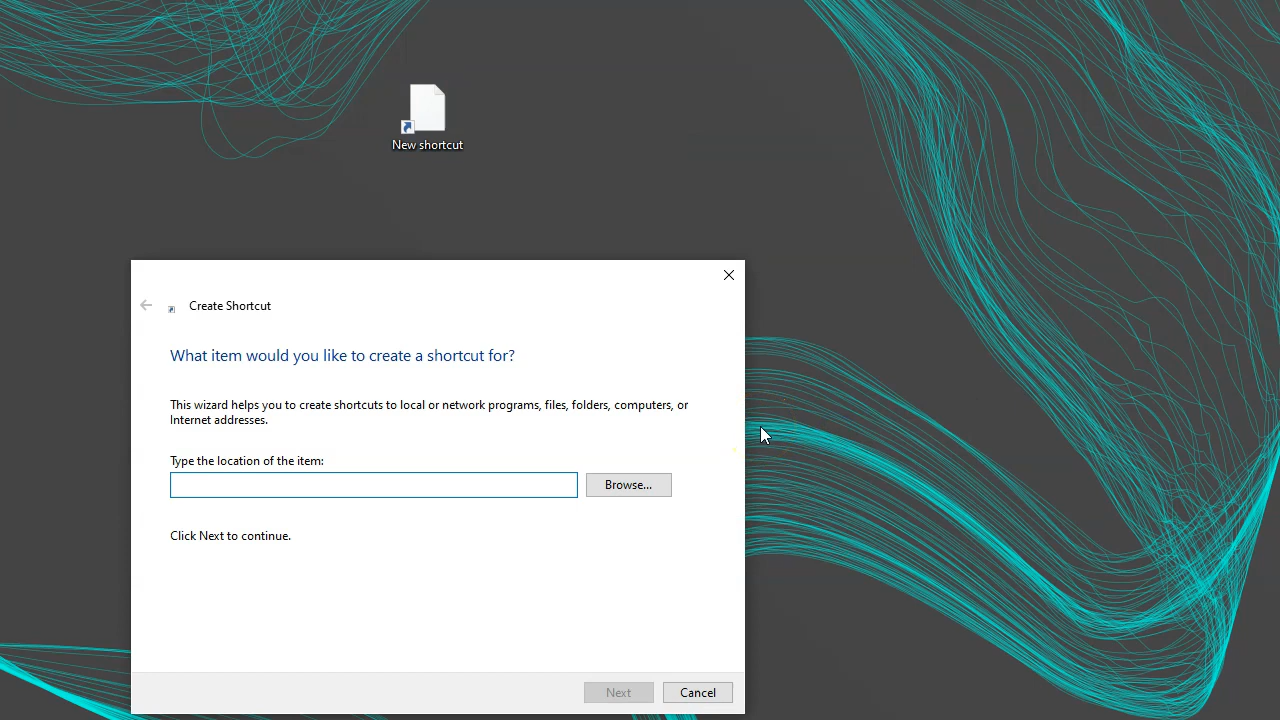 New shortcut
Create Shortcut
What item would you like to create a shortcut for?
This wizard helps you to create shortcuts to local or network programs, files, folders, computers, or
Internet addresses.
Type the location of the item:
Browse...
Click Next to continue.
Next
Cancel